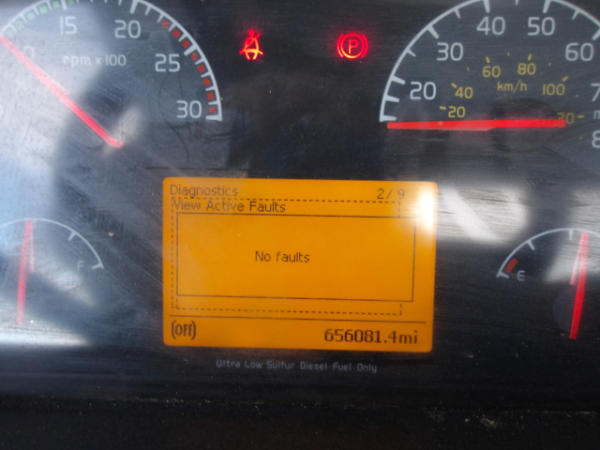 15 20
rpm x 100
25
30
P
20 30 40 50 60
20 40 60 80 100
km/h
Diagnostics 2/9
View Active Faults
No faults
F
E
(OFF) 656081.4mi
Ultra Low Sulfur Diesel Fuel Only